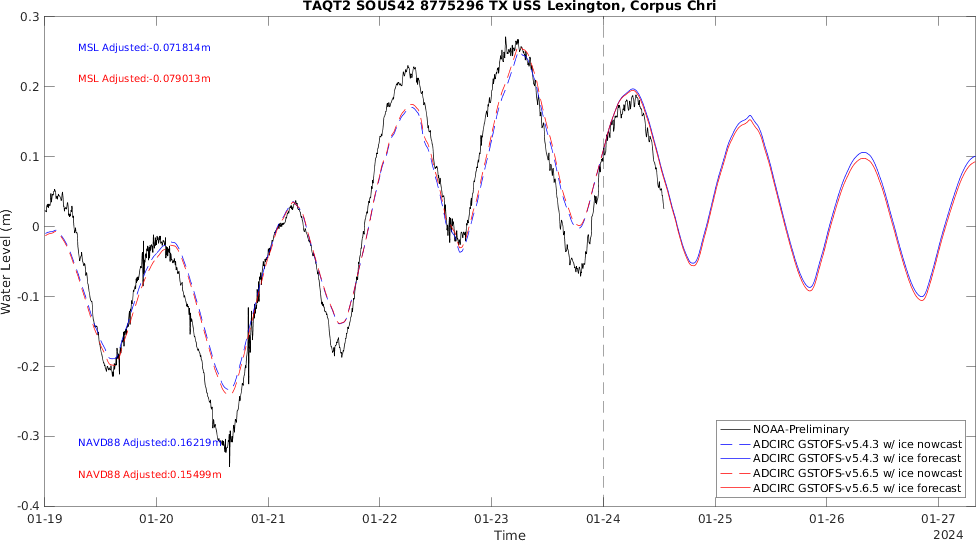 TAQT2 SOUS42 8775296 TX USS Lexington, Corpus Chri
0.3
MSL Adjusted:-0.071814m
MSL Adjusted:-0.079013m
0.2
0.1
0
-0.1
-0.2
-0.3
-0.4
Water Level (m)
NAVD88 Adjusted:0.16219m
NAVD88 Adjusted:0.15499m
NOAA-Preliminary
ADCIRC GSTOFS-v5.4.3 w/ ice nowcast
ADCIRC GSTOFS-v5.4.3 w/ ice forecast
ADCIRC GSTOFS-v5.6.5 w/ ice nowcast
ADCIRC GSTOFS-v5.6.5 w/ ice forecast
01-19 01-20 01-21 01-22 01-23 01-24 01-25 01-26 01-27
Time
2024